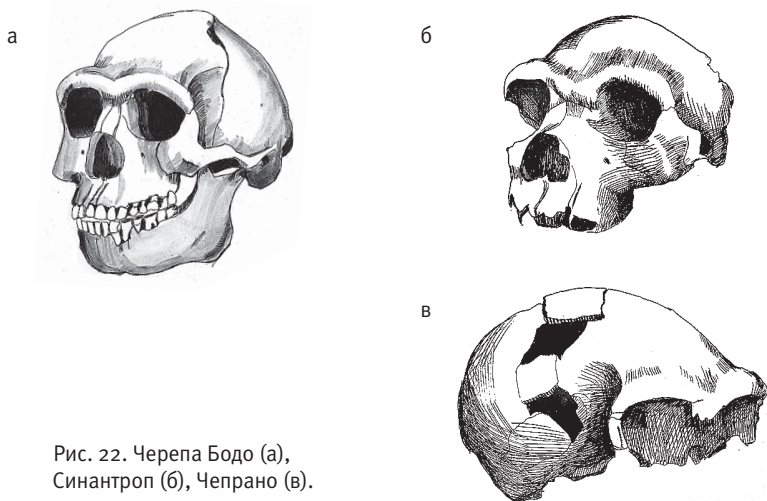 а
б
в
Рис. 22. Черепа Бодо (а),
Синантроп (б), Чепрано (в).